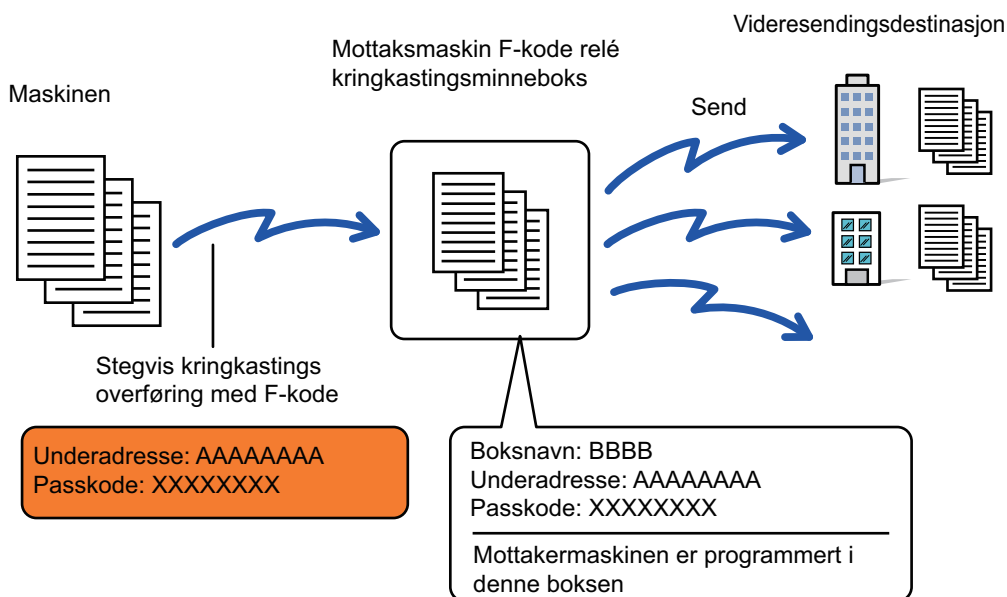 Videresendingsdestinasjon
Mottaksmaskin F-kode relé
kringkastingsminneboks
Maskinen
Send
Stegvis kringkastings
overføring med F-kode
Underadresse: AAAAAAAA
Passkode: XXXXXXXX
Boksnavn: BBBB
Underadresse: AAAAAAAA
Passkode: XXXXXXXX
Mottakermaskinen er programmert i
denne boksen